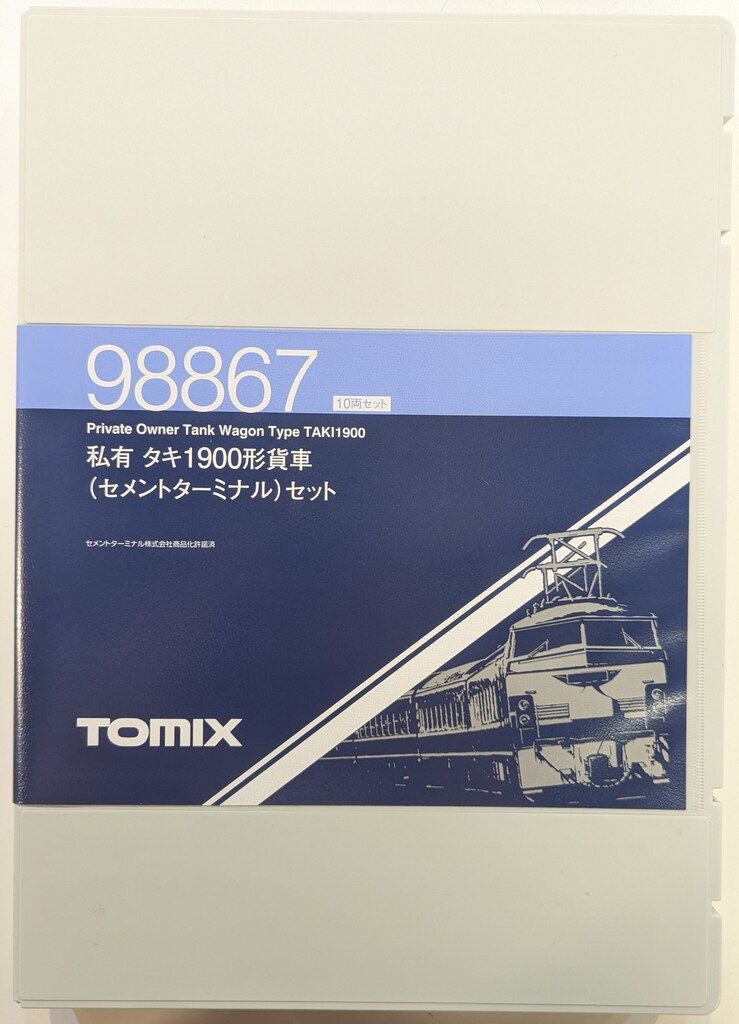 98867
10両セット
Private Owner Tank Wagon Type TAKI1900
私有 タキ1900形貨車
(セメントターミナル)セット
セメントターミナル株式会社商品化許諾済
TOMIX